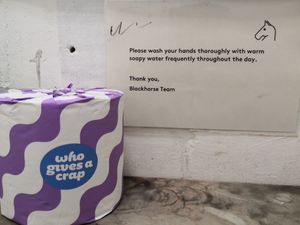 Please wash your hands thoroughly with warm
soapy water frequently throughout the day.
Thank you,
Blackhorse Team
who
gives a
crap